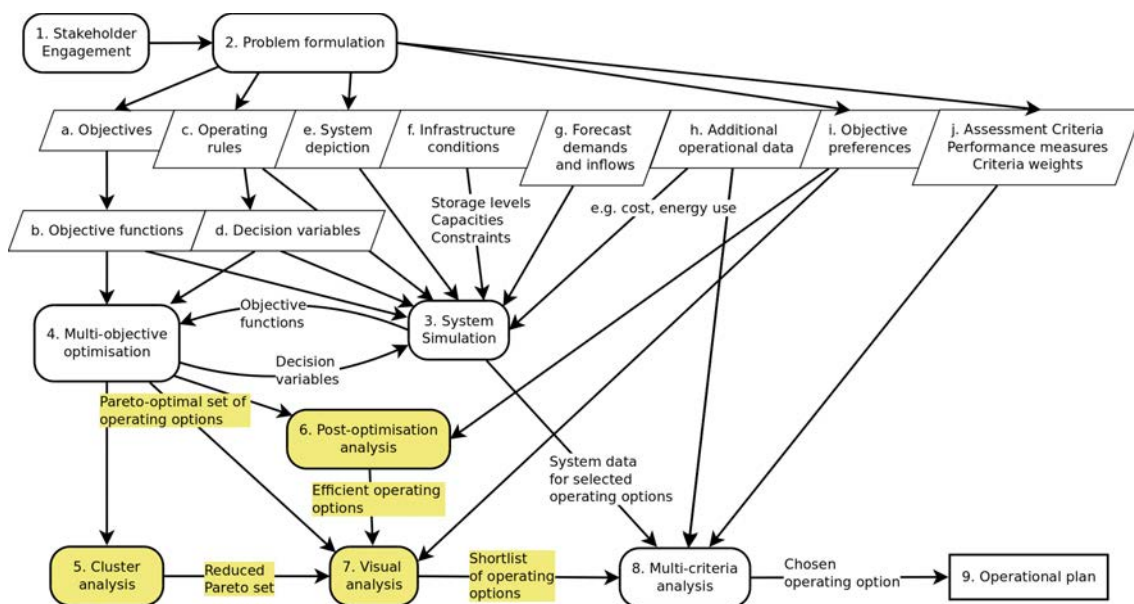 1. Stakeholder
Engagement
2. Problem formulation
a. Objectives
c. Operating
rules
e. System
depiction
f. Infrastructure
conditions
g. Forecast
demands
and inflows
h. Additional
operational data
i. Objective
preferences
j. Assessment Criteria
Performance measures
Criteria weights
b. Objective functions
d. Decision variables
Storage levels
Capacities
Constraints
e.g. cost, energy use
4. Multi-objective
optimisation
Objective
functions
3. System
Simulation
Decision
variables
Pareto-optimal set of
operating options
6. Post-optimisation
analysis
Efficient operating
options
System data
for selected
operating options
5. Cluster
analysis
Reduced
Pareto set
7. Visual
analysis
Shortlist
of operating
options
8. Multi-criteria
analysis
Chosen
operating option
9. Operational plan